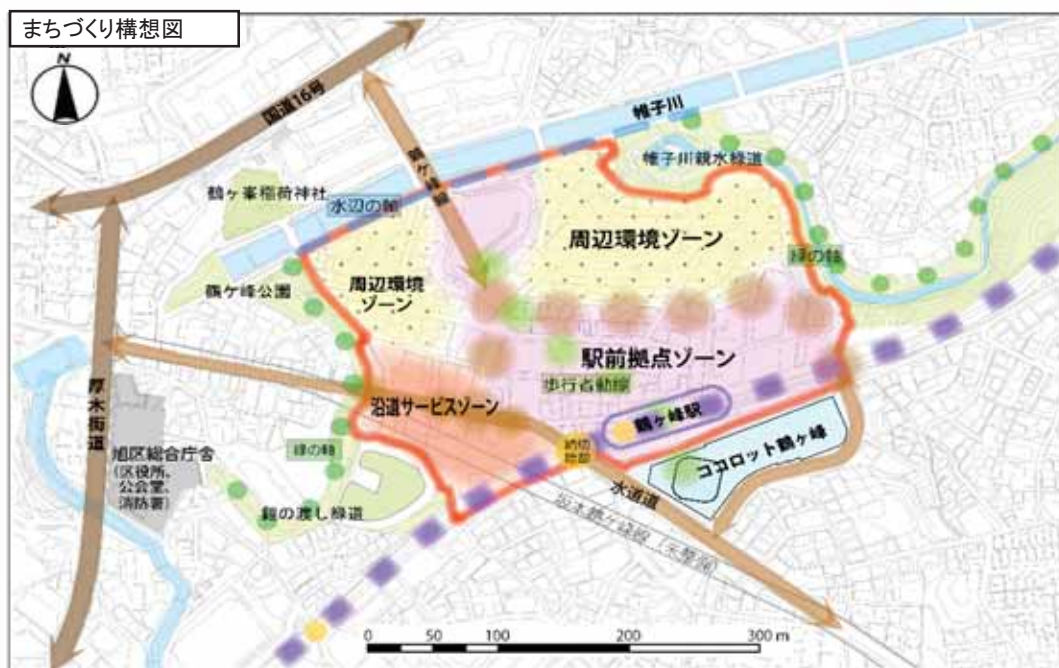 まちづくり構想図
N
国道16号
帷子川
鶴ヶ峰線
帷子川親水緑道
鶴ヶ峯稲荷神社
水辺の軸
周辺環境ゾーン
緑の軸
鶴ケ峰公園
周辺環境
ゾーン
駅前拠点ゾーン
歩行者動線
沿道サービスゾーン
鶴ヶ峰駅
厚木街道
踏切
除却
ココロット鶴ヶ峰
旭区総合庁舎
(区役所、
公会堂、
消防署)
緑の軸
鎧の渡し緑道
水道道
0 50 100 200 300 m